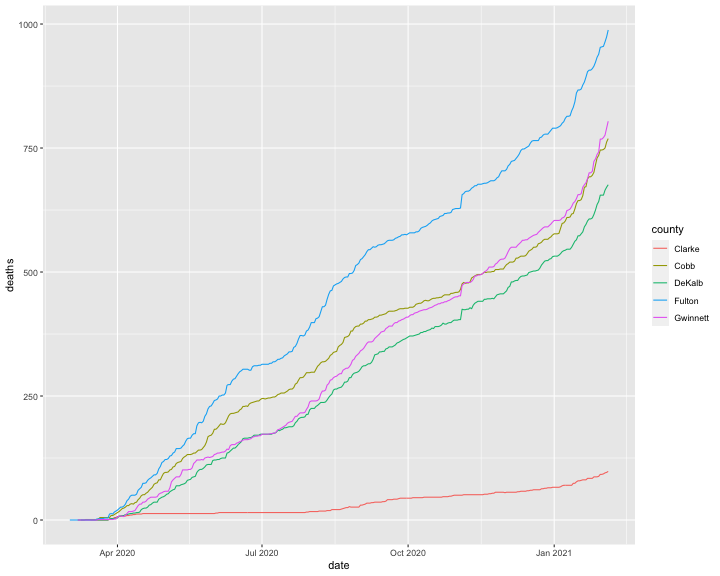 1000
750
500
250
0
deaths
Apr 2020
Jul 2020
Oct 2020
Jan 2021
date
county
Clarke
Cobb
DeKalb
Fulton
Gwinnett